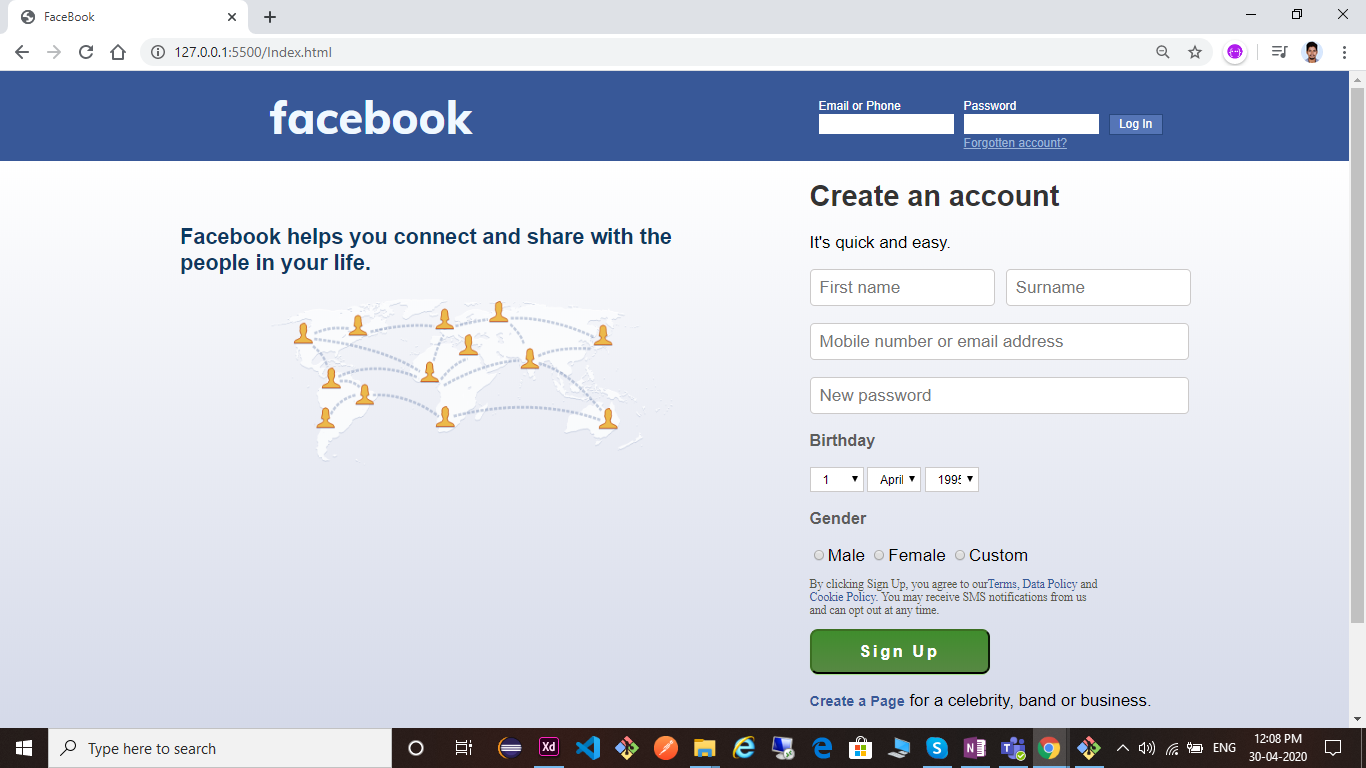 FaceBook
127.0.0.1:5500/Index.html
facebook
Email or Phone
Password
Log In
Forgotten account?
Create an account
Facebook helps you connect and share with the
people in your life.
It's quick and easy.
First name
Surname
Mobile number or email address
New password
Birthday
1
April
1995
Gender
Male
Female
Custom
By clicking Sign Up, you agree to ourTerms, Data Policy and
Cookie Policy. You may receive SMS notifications from us
and can opt out at any time.
Sign Up
Create a Page for a celebrity, band or business.
Type here to search
Xd
ENG
12:08 PM
30-04-2020